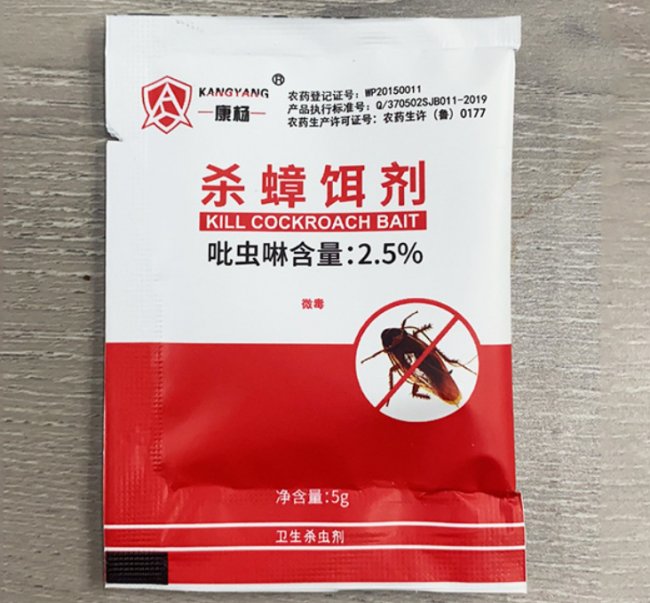 KANGYANG®
康杨
农药登记证号：WP20150011
产品执行标准号：Q/370502SJB011-2019
农药生产许可证号：农药生许（鲁）0177
杀蟑饵剂
KILL COCKROACH BAIT
吡虫啉含量：2.5%
微毒
净含量：5g
卫生杀虫剂